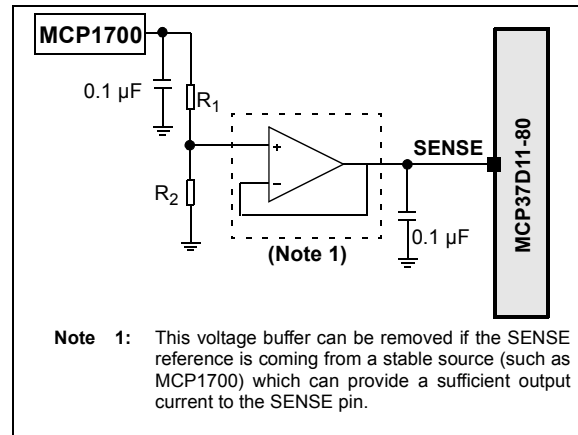 MCP1700
0.1 µF
R1
R2
+
–
SENSE
0.1 µF
(Note 1)
MCP37D11-80
Note 1: This voltage buffer can be removed if the SENSE
reference is coming from a stable source (such as
MCP1700) which can provide a sufficient output
current to the SENSE pin.